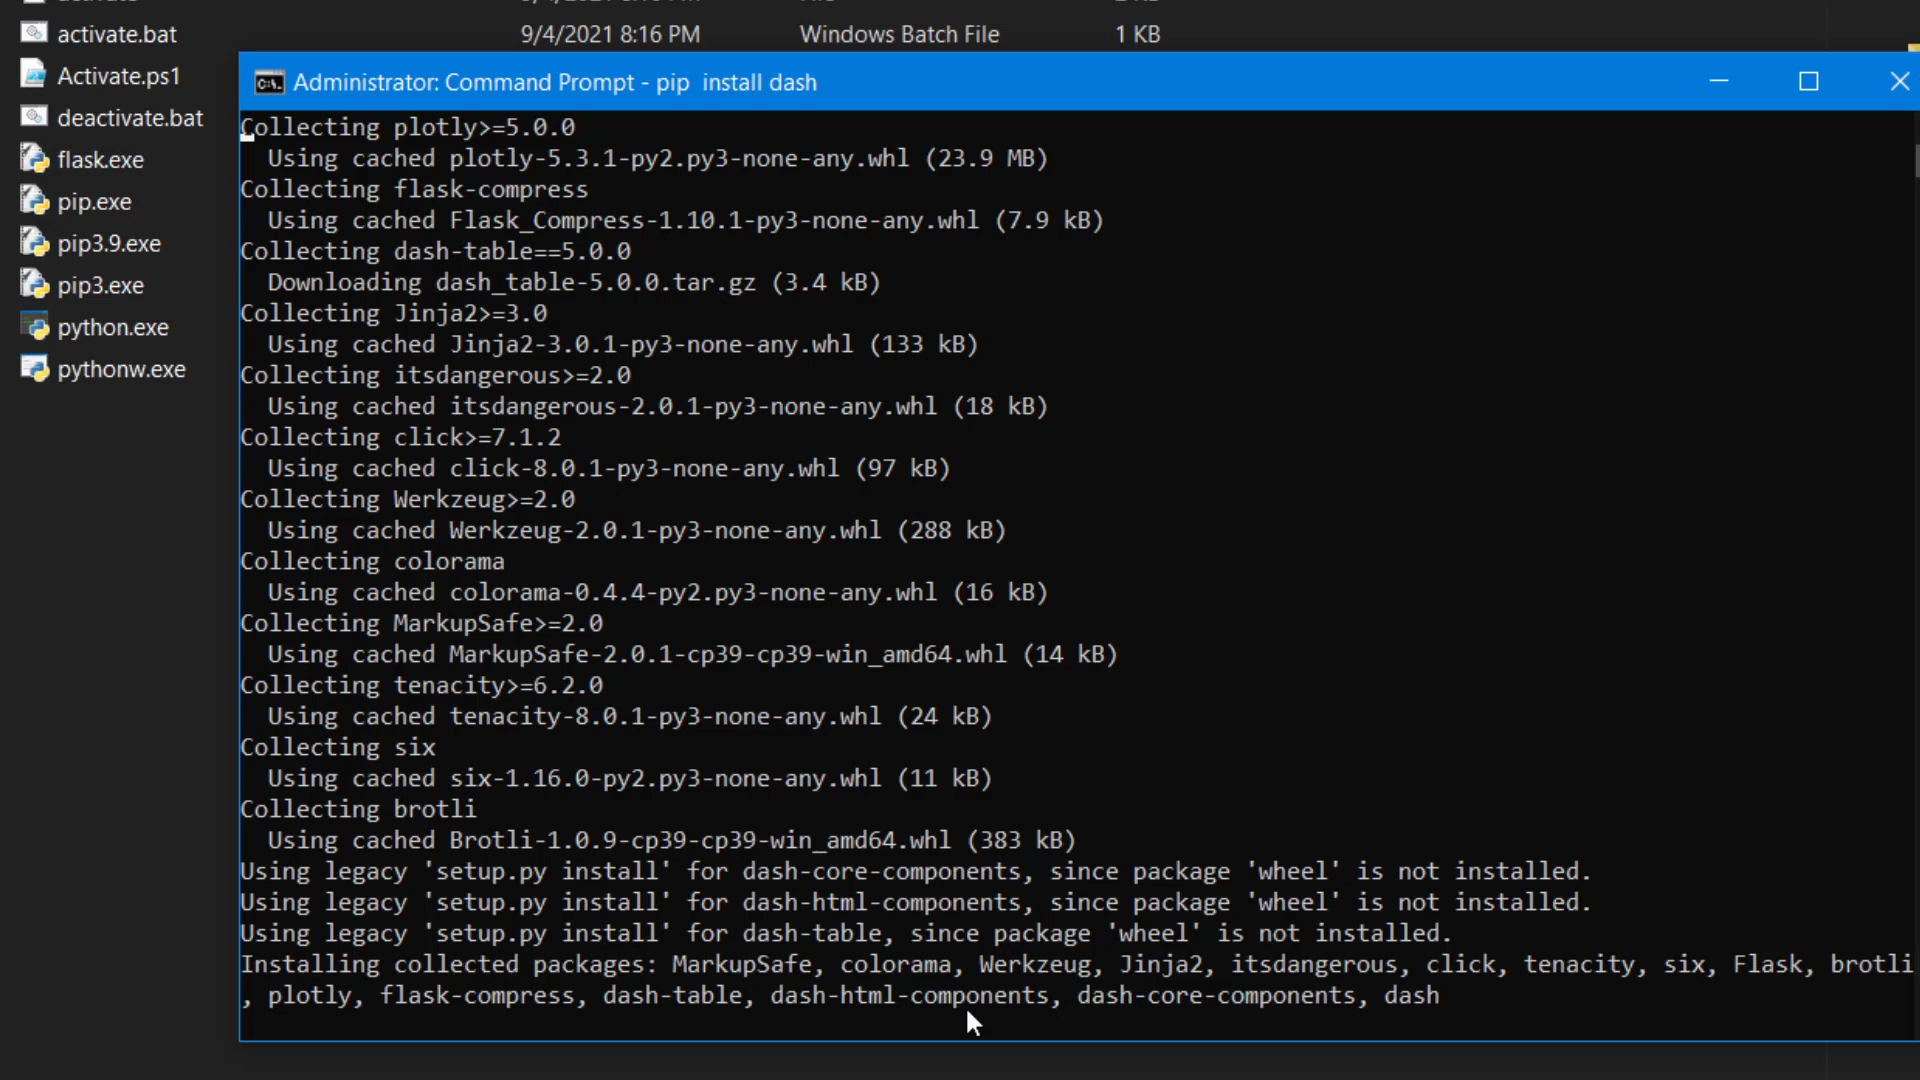 activate.bat 9/4/2021 8:16 PM Windows Batch File 1 KB
Activate.ps1
deactivate.bat
flask.exe
pip.exe
pip3.9.exe
pip3.exe
python.exe
pythonw.exe
Administrator: Command Prompt - pip  install dash
Collecting plotly>=5.0.0
  Using cached plotly-5.3.1-py2.py3-none-any.whl (23.9 MB)
Collecting flask-compress
  Using cached Flask_Compress-1.10.1-py3-none-any.whl (7.9 kB)
Collecting dash-table==5.0.0
  Downloading dash_table-5.0.0.tar.gz (3.4 kB)
Collecting Jinja2>=3.0
  Using cached Jinja2-3.0.1-py3-none-any.whl (133 kB)
Collecting itsdangerous>=2.0
  Using cached itsdangerous-2.0.1-py3-none-any.whl (18 kB)
Collecting click>=7.1.2
  Using cached click-8.0.1-py3-none-any.whl (97 kB)
Collecting Werkzeug>=2.0
  Using cached Werkzeug-2.0.1-py3-none-any.whl (288 kB)
Collecting colorama
  Using cached colorama-0.4.4-py2.py3-none-any.whl (16 kB)
Collecting MarkupSafe>=2.0
  Using cached MarkupSafe-2.0.1-cp39-cp39-win_amd64.whl (14 kB)
Collecting tenacity>=6.2.0
  Using cached tenacity-8.0.1-py3-none-any.whl (24 kB)
Collecting six
  Using cached six-1.16.0-py2.py3-none-any.whl (11 kB)
Collecting brotli
  Using cached Brotli-1.0.9-cp39-cp39-win_amd64.whl (383 kB)
Using legacy 'setup.py install' for dash-core-components, since package 'wheel' is not installed.
Using legacy 'setup.py install' for dash-html-components, since package 'wheel' is not installed.
Using legacy 'setup.py install' for dash-table, since package 'wheel' is not installed.
Installing collected packages: MarkupSafe, colorama, Werkzeug, Jinja2, itsdangerous, click, tenacity, six, Flask, brotli
, plotly, flask-compress, dash-table, dash-html-components, dash-core-components, dash